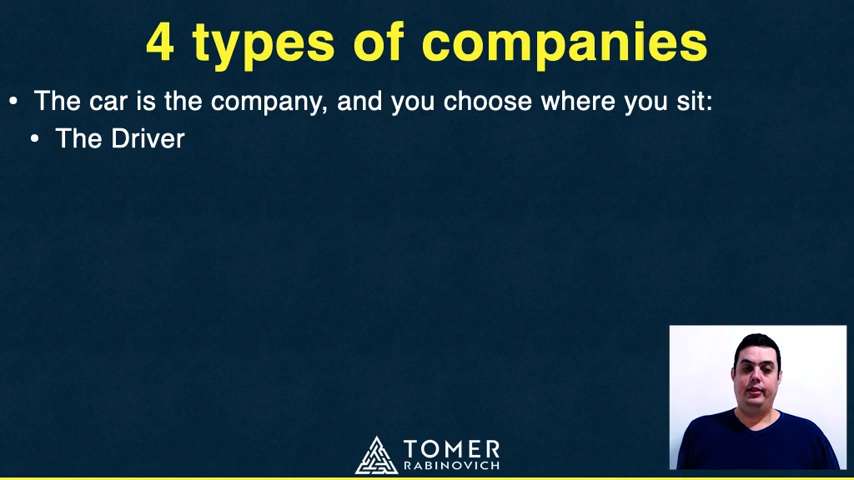 4 types of companies
• The car is the company, and you choose where you sit:
• The Driver
TOMER
RABINOVICH